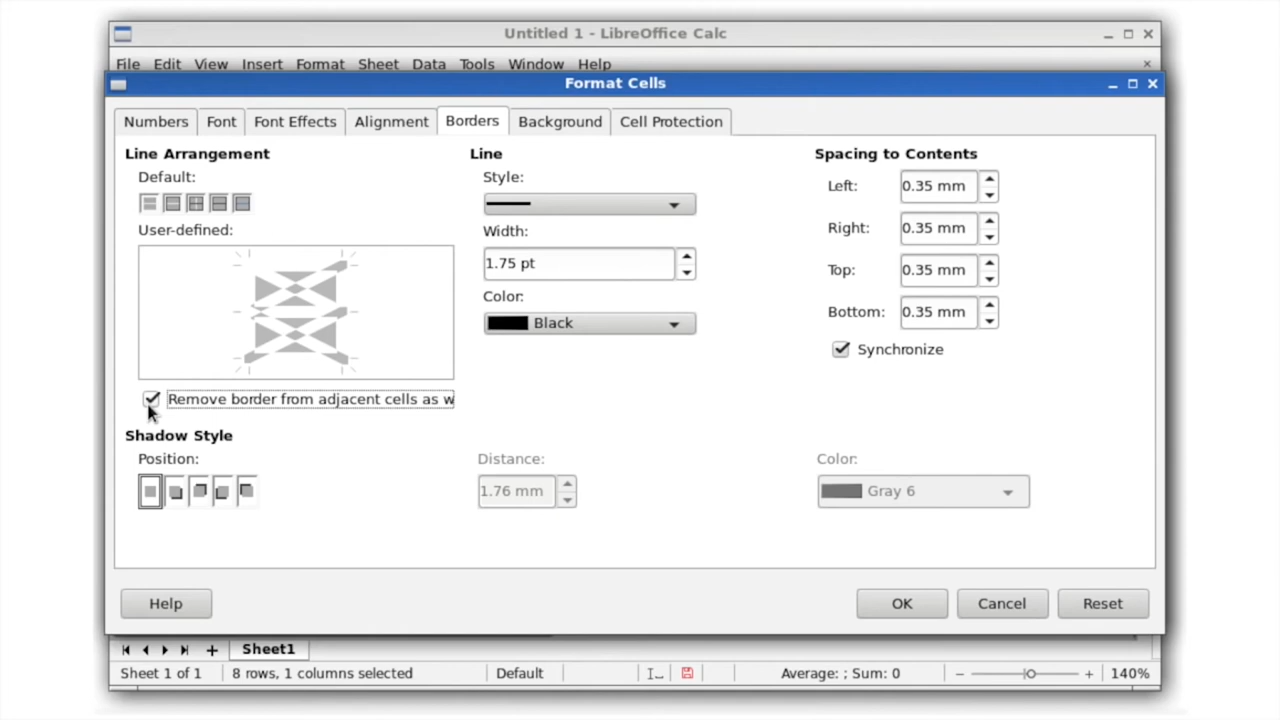 Untitled 1 - LibreOffice Calc
File Edit View Insert Format Sheet Data Tools Window Help
Format Cells
Numbers Font Font Effects Alignment Borders Background Cell Protection
Line Arrangement
Default:
User-defined:
Remove border from adjacent cells as w
Line
Style:
Width:
1.75 pt
Color:
Black
Spacing to Contents
Left: 0.35 mm
Right: 0.35 mm
Top: 0.35 mm
Bottom: 0.35 mm
Synchronize
Shadow Style
Position:
Distance:
1.76 mm
Color:
Gray 6
Help OK Cancel Reset
Sheet1
Sheet 1 of 1 8 rows, 1 columns selected Default Average: ; Sum: 0 140%